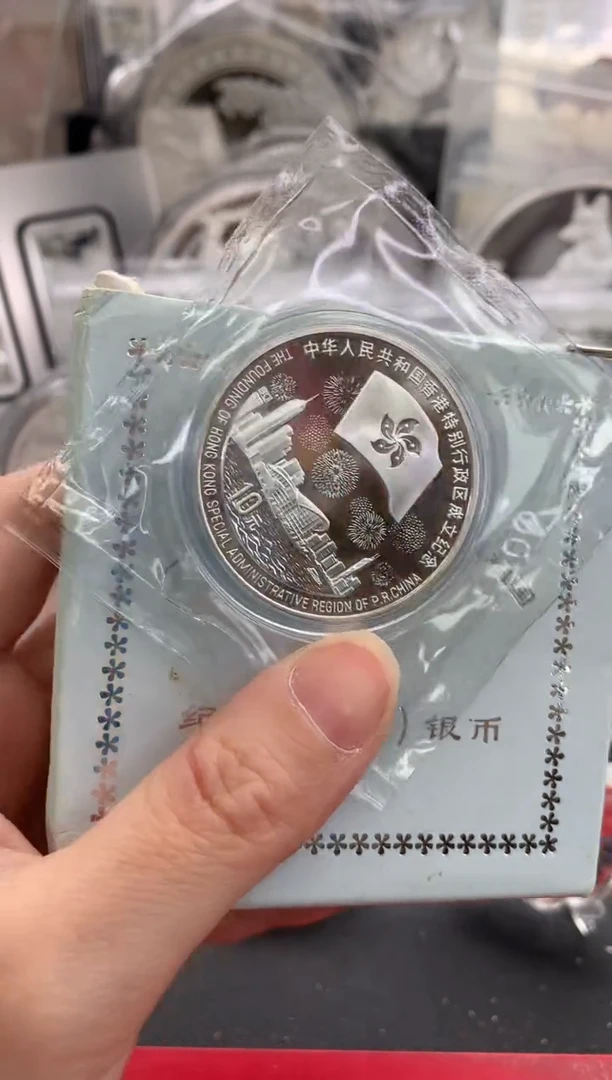 中华人民共和国香港特别行政区成立纪念
THE FOUNDING OF HONG KONG SPECIAL ADMINISTRATIVE REGION OF P.R.CHINA
10元
纪
)银币